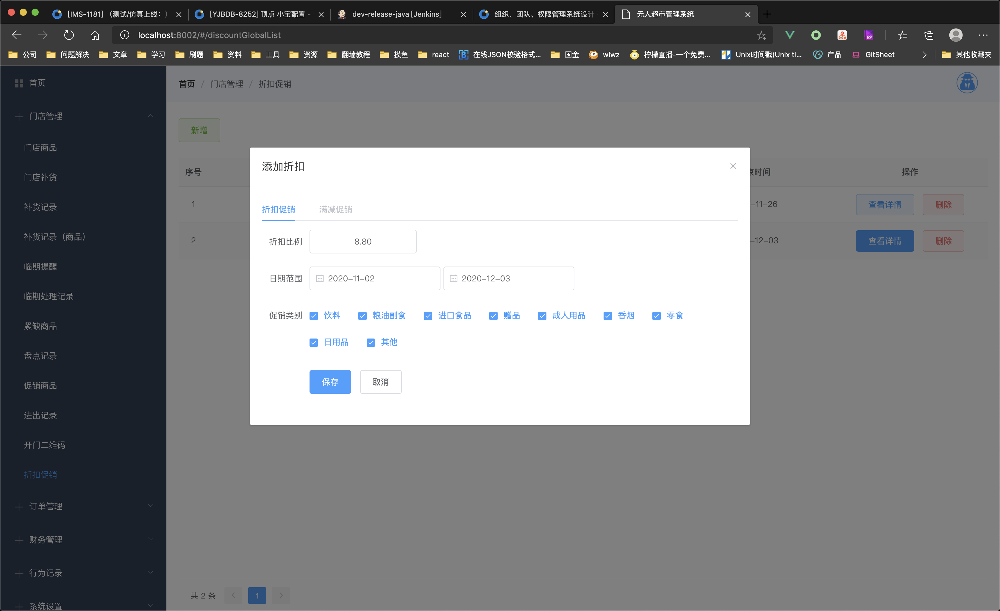 [IMS-1181] （测试/仿真上线：）
[YJBDB-8252] 顶点 小宝配置 -
dev-release-java [Jenkins]
组织、团队、权限管理系统设计
无人超市管理系统
localhost:8002/#/discountGlobalList
公司 问题解决 文章 学习 刷题 资料 工具 资源 翻墙教程 摸鱼 react 在线JSON校验格式... 国金 wlwz 柠檬直播-一个免费... Unix时间戳(Unix ti... 产品 GitSheet 其他收藏夹
首页
门店管理
门店商品
门店补货
补货记录
补货记录（商品）
临期提醒
临期处理记录
紧缺商品
盘点记录
促销商品
进出记录
开门二维码
折扣促销
订单管理
财务管理
行为记录
系统设置
首页 / 门店管理 / 折扣促销
新增
序号 束时间 操作
1 -11-26 查看详情 删除
2 -12-03 查看详情 删除
添加折扣
折扣促销 满减促销
折扣比例 8.80
日期范围 2020-11-02 2020-12-03
促销类别 饮料 粮油副食 进口食品 赠品 成人用品 香烟 零食
日用品 其他
保存 取消
共 2 条 1